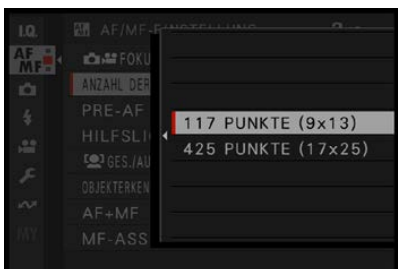 I.Q.
AF/MF-EINSTELLUNG
AF
MF
FOKU
ANZAHL DER
PRE-AF
HILFSLI
GES./AU
OBJEKTERKEN
AF+MF
MF-ASS
MY
117 PUNKTE (9x13)
425 PUNKTE (17x25)